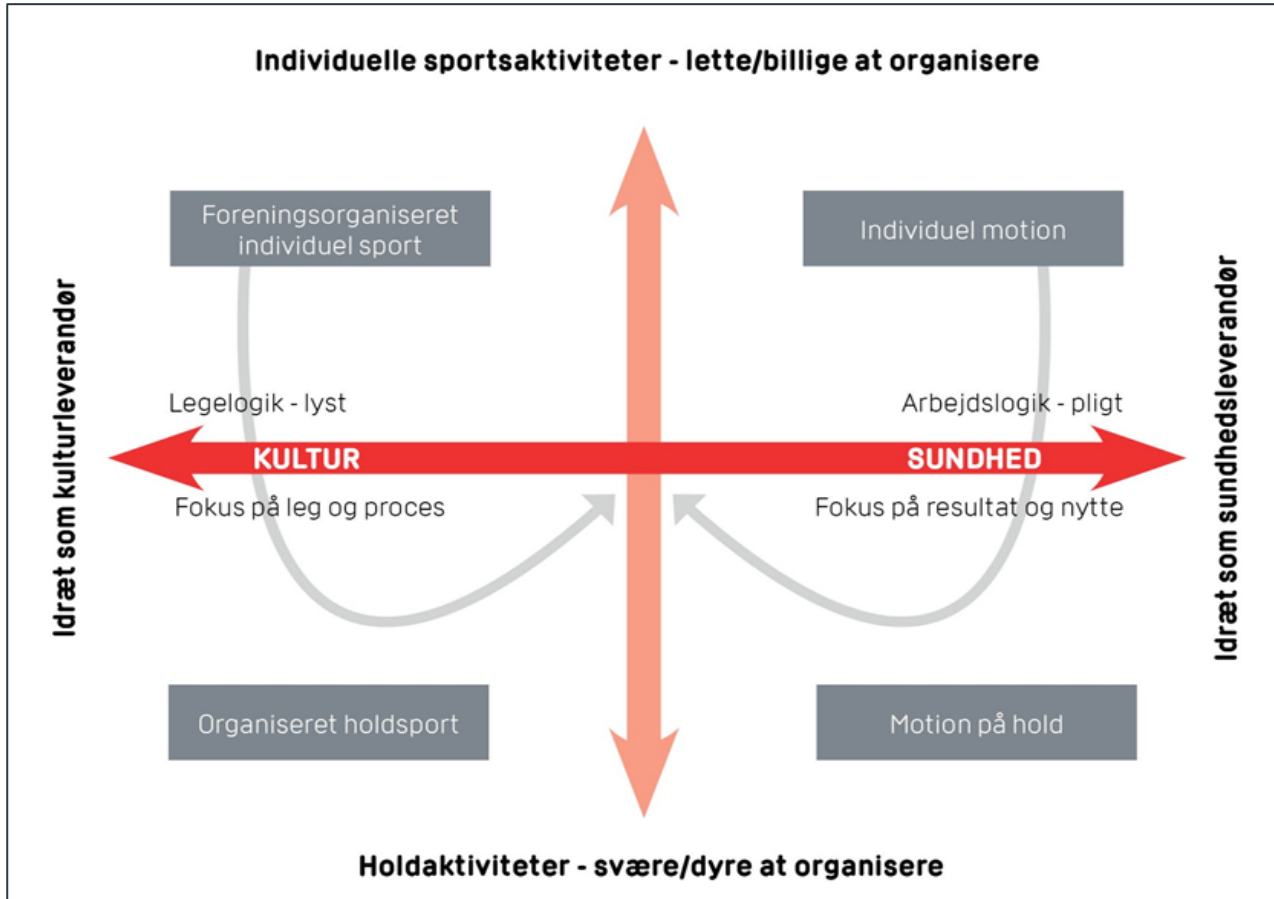 Individuelle sportsaktiviteter - lette/billige at organisere
Foreningsorganiseret
individuel sport
Individuel motion
Idræt som kulturleverandør
Legelogik - lyst
Arbejdslogik - pligt
KULTUR
SUNDHED
Fokus på leg og proces
Fokus på resultat og nytte
Idræt som sundhedsleverandør
Organiseret holdsport
Motion på hold
Holdaktiviteter - svære/dyre at organisere